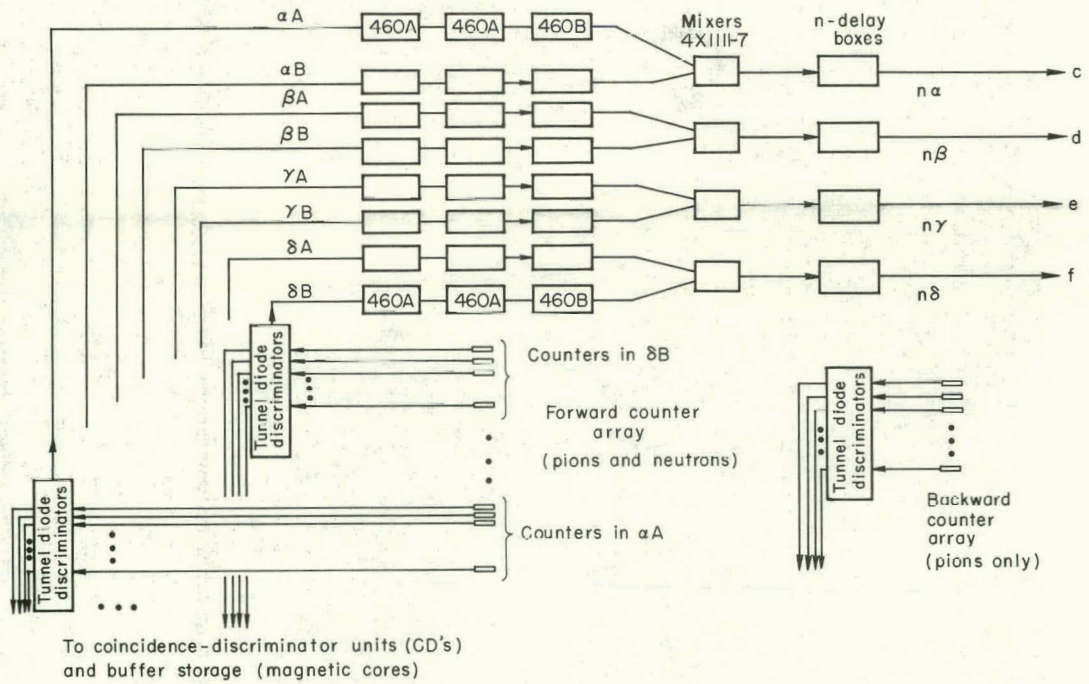 αA
460A 460A 460B
Mixers
4X1111-7
n-delay
boxes
αB
nα
c
βA
βB
nβ
d
γA
γB
nγ
e
δA
δB
460A 460A 460B
nδ
f
Tunnel diode
discriminators
Counters in δB
Forward counter
array
(pions and neutrons)
Tunnel diode
discriminators
Backward
counter
array
(pions only)
Tunnel diode
discriminators
Counters in αA
To coincidence-discriminator units (CD's)
and buffer storage (magnetic cores)